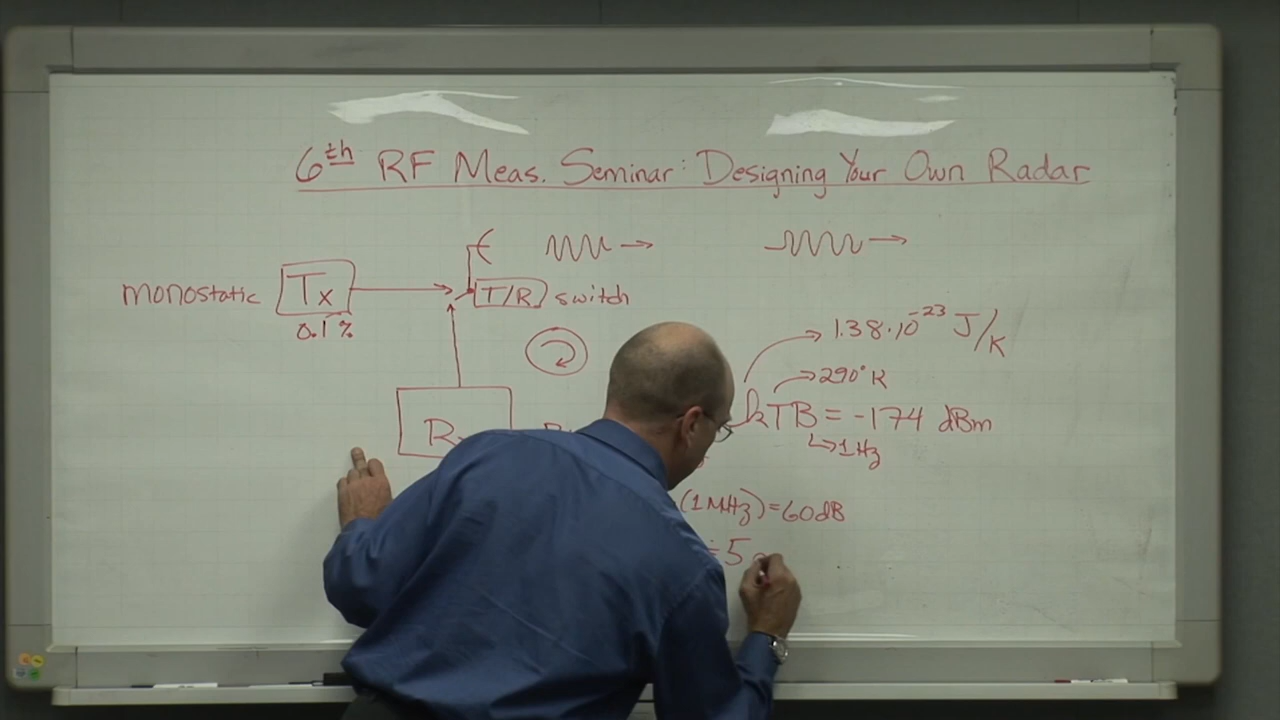 6th RF Meas. Seminar: Designing Your Own Radar
monostatic Tx T/R switch
0.1%
1.38·10^-23 J/K
290°K
kTB = -174 dBm
1Hz
(1MHz)=60dB
=5